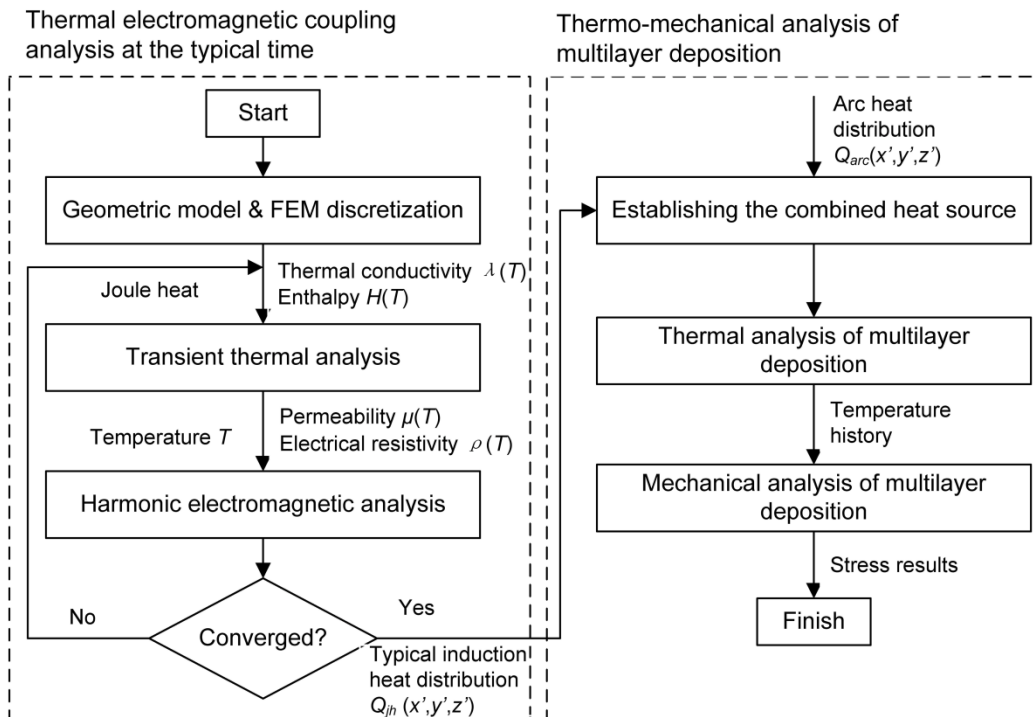 Thermal electromagnetic coupling
analysis at the typical time
Start
Geometric model & FEM discretization
Thermal conductivity λ(T)
Enthalpy H(T)
Joule heat
Transient thermal analysis
Permeability μ(T)
Electrical resistivity ρ(T)
Temperature T
Harmonic electromagnetic analysis
No
Converged?
Yes
Typical induction
heat distribution
Qjh (x’,y’,z’)
Thermo-mechanical analysis of
multilayer deposition
Arc heat
distribution
Qarc(x’,y’,z’)
Establishing the combined heat source
Thermal analysis of multilayer
deposition
Temperature
history
Mechanical analysis of multilayer
deposition
Stress results
Finish